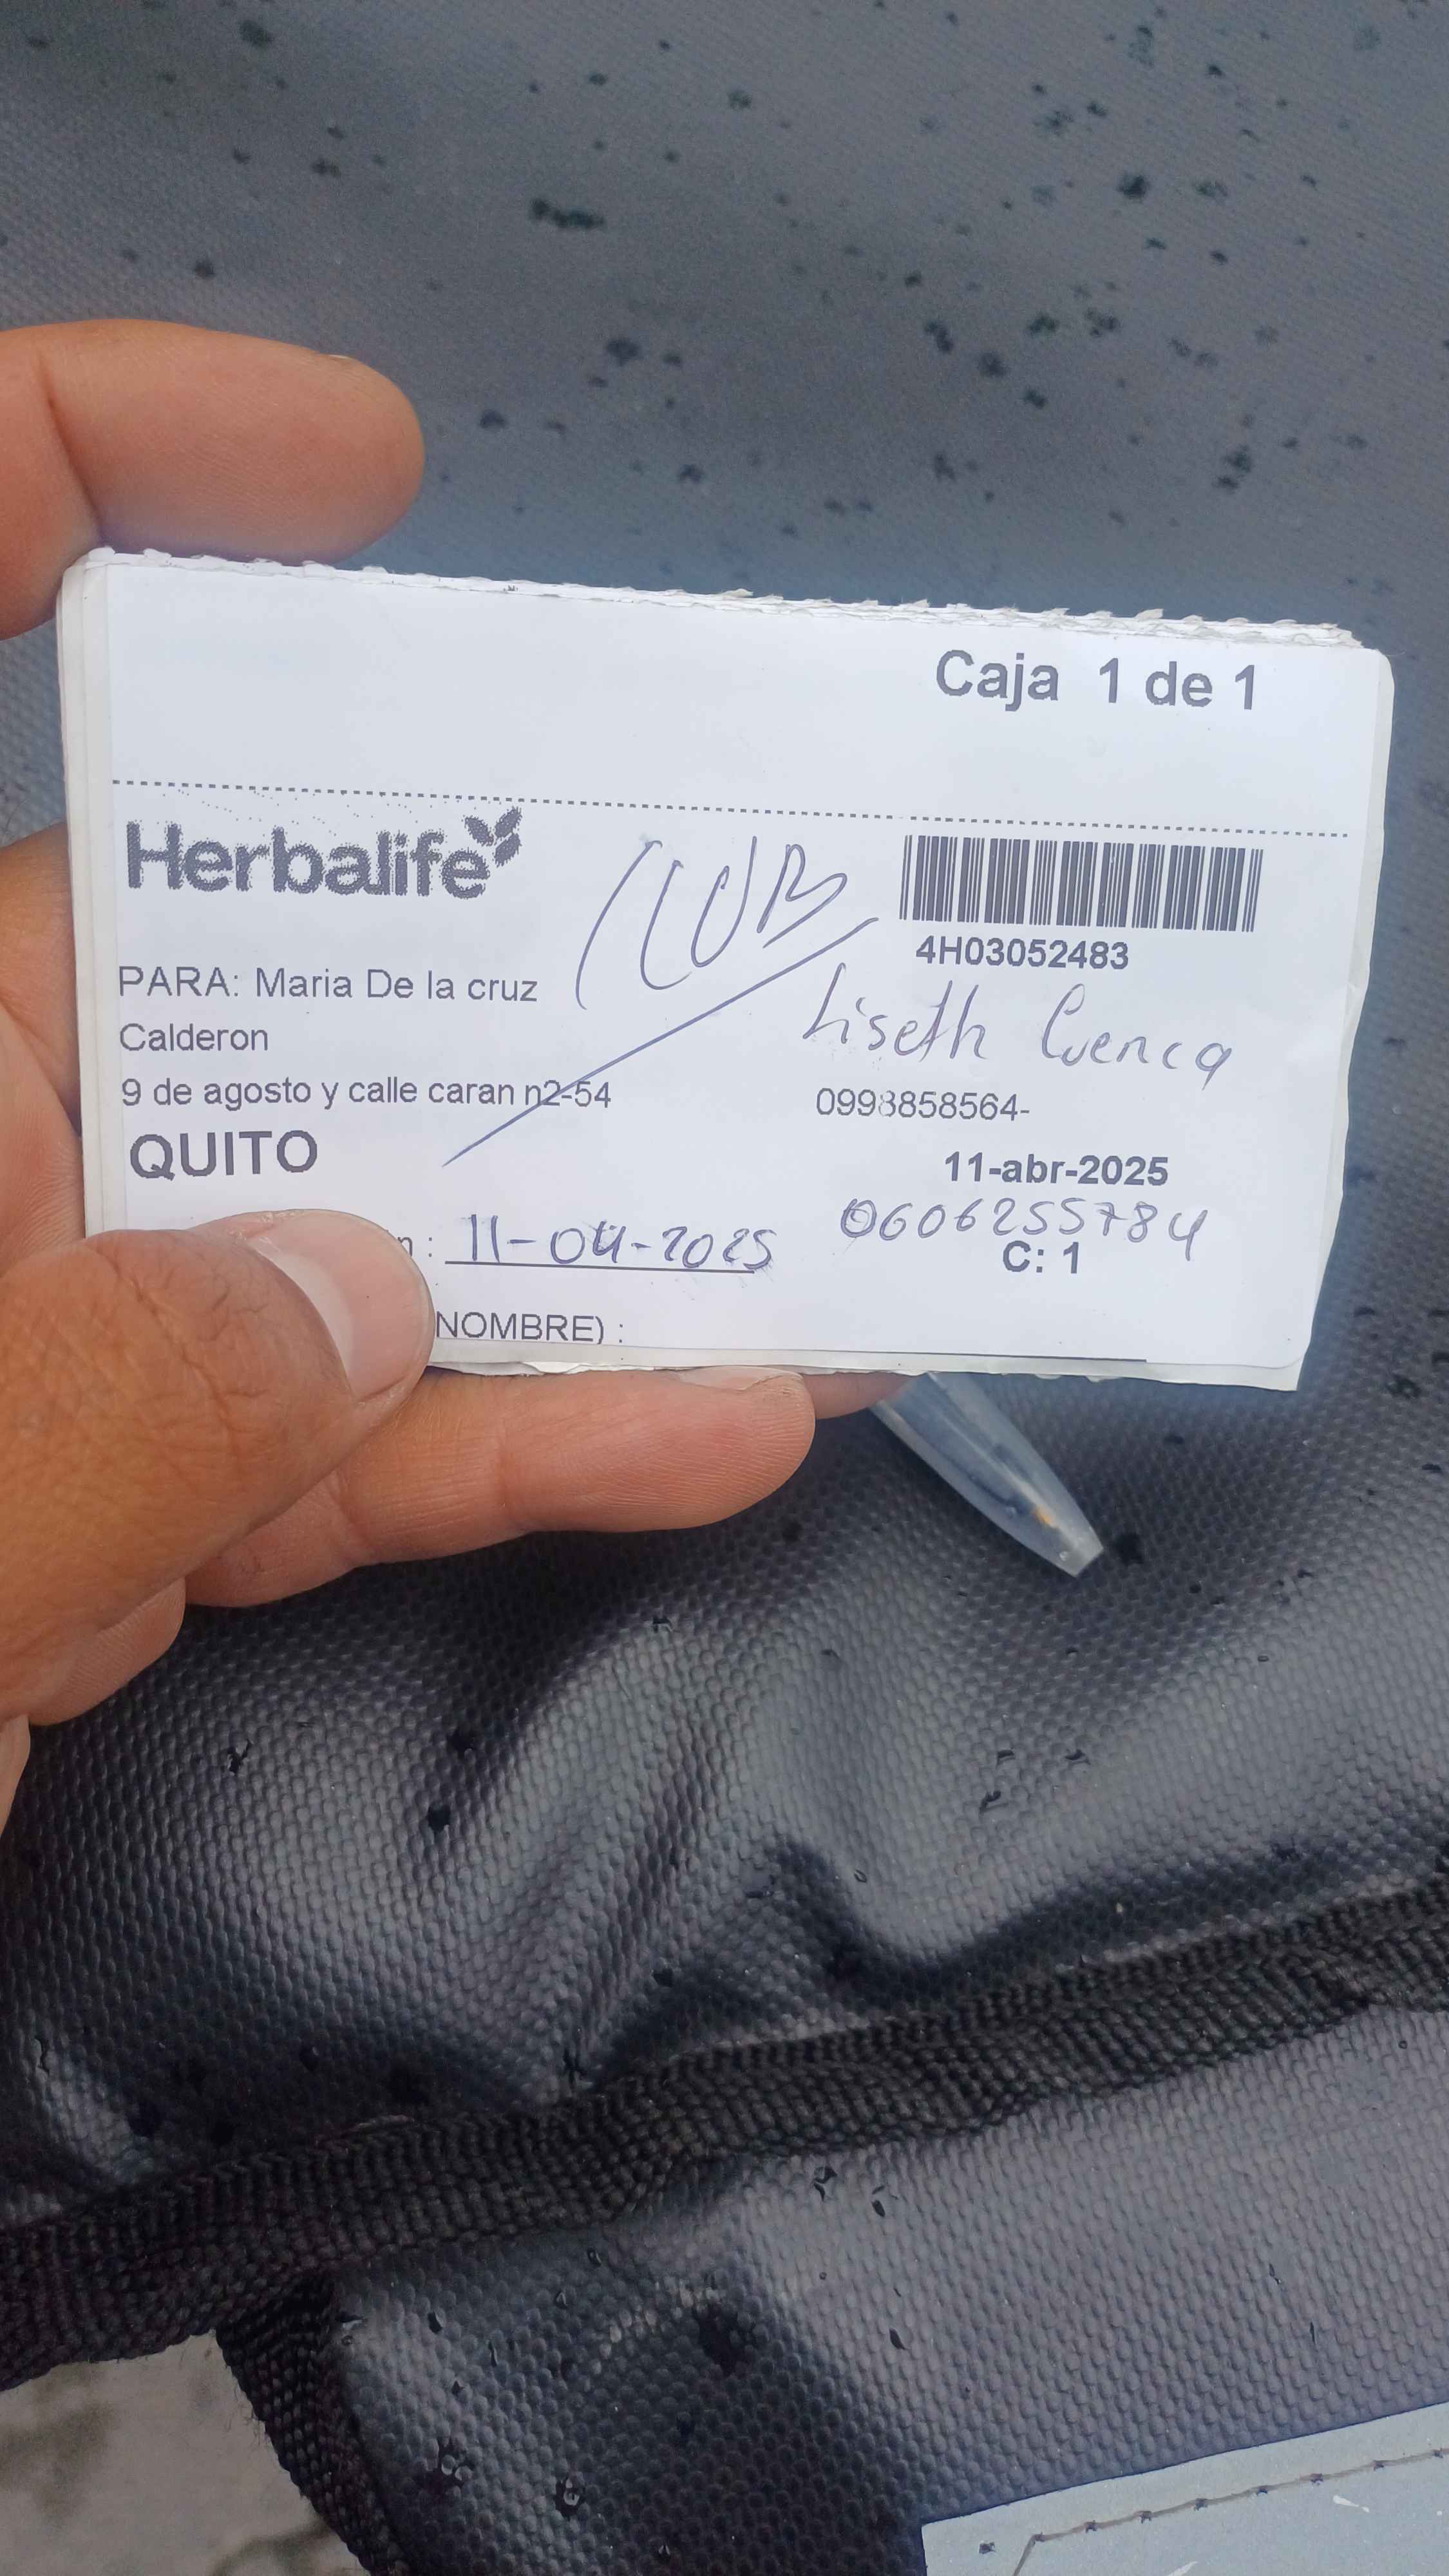 Caja 1 de 1
Herbalife
4H03052483
PARA: Maria De la cruz
Liseth Cuenca
Calderon
9 de agosto y calle caran n2-54
0998858564-
QUITO
11-abr-2025
0606255784
n : 11-04-2025
C: 1
NOMBRE) :